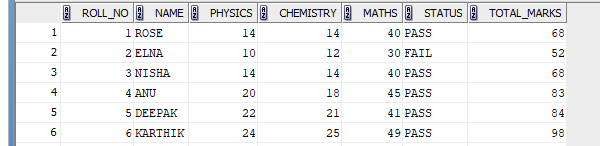 ROLL_NO NAME PHYSICS CHEMISTRY MATHS STATUS TOTAL_MARKS
1 1 ROSE 14 14 40 PASS 68
2 2 ELNA 10 12 30 FAIL 52
3 3 NISHA 14 14 40 PASS 68
4 4 ANU 20 18 45 PASS 83
5 5 DEEPAK 22 21 41 PASS 84
6 6 KARTHIK 24 25 49 PASS 98